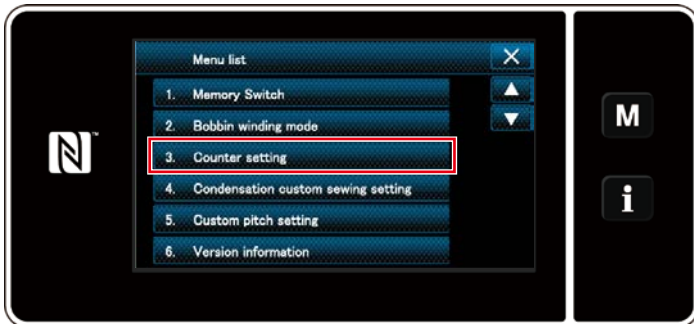 Menu list
1. Memory Switch
2. Bobbin winding mode
3. Counter setting
4. Condensation custom sewing setting
5. Custom pitch setting
6. Version information
M
i